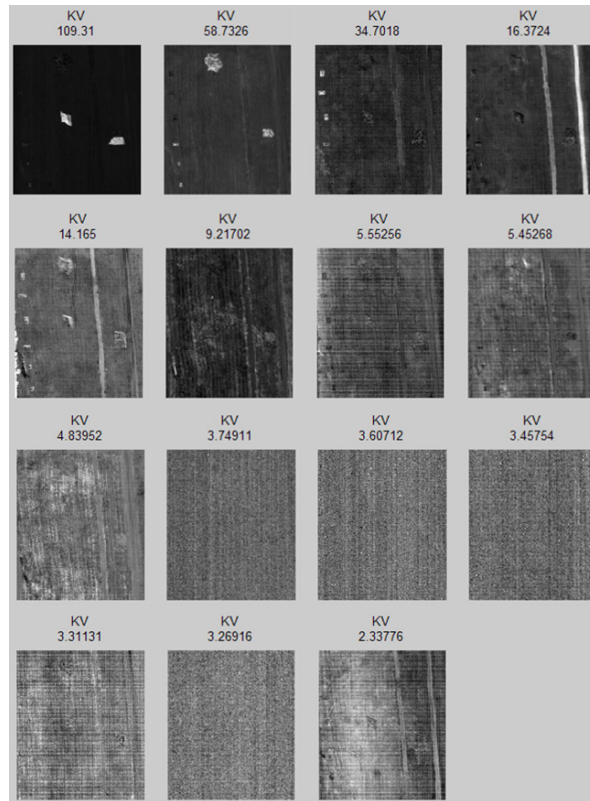 KV KV KV KV
109.31 58.7326 34.7018 16.3724
KV KV KV KV
14.165 9.21702 5.55256 5.45268
KV KV KV KV
4.83952 3.74911 3.60712 3.45754
KV KV KV
3.31131 3.26916 2.33776